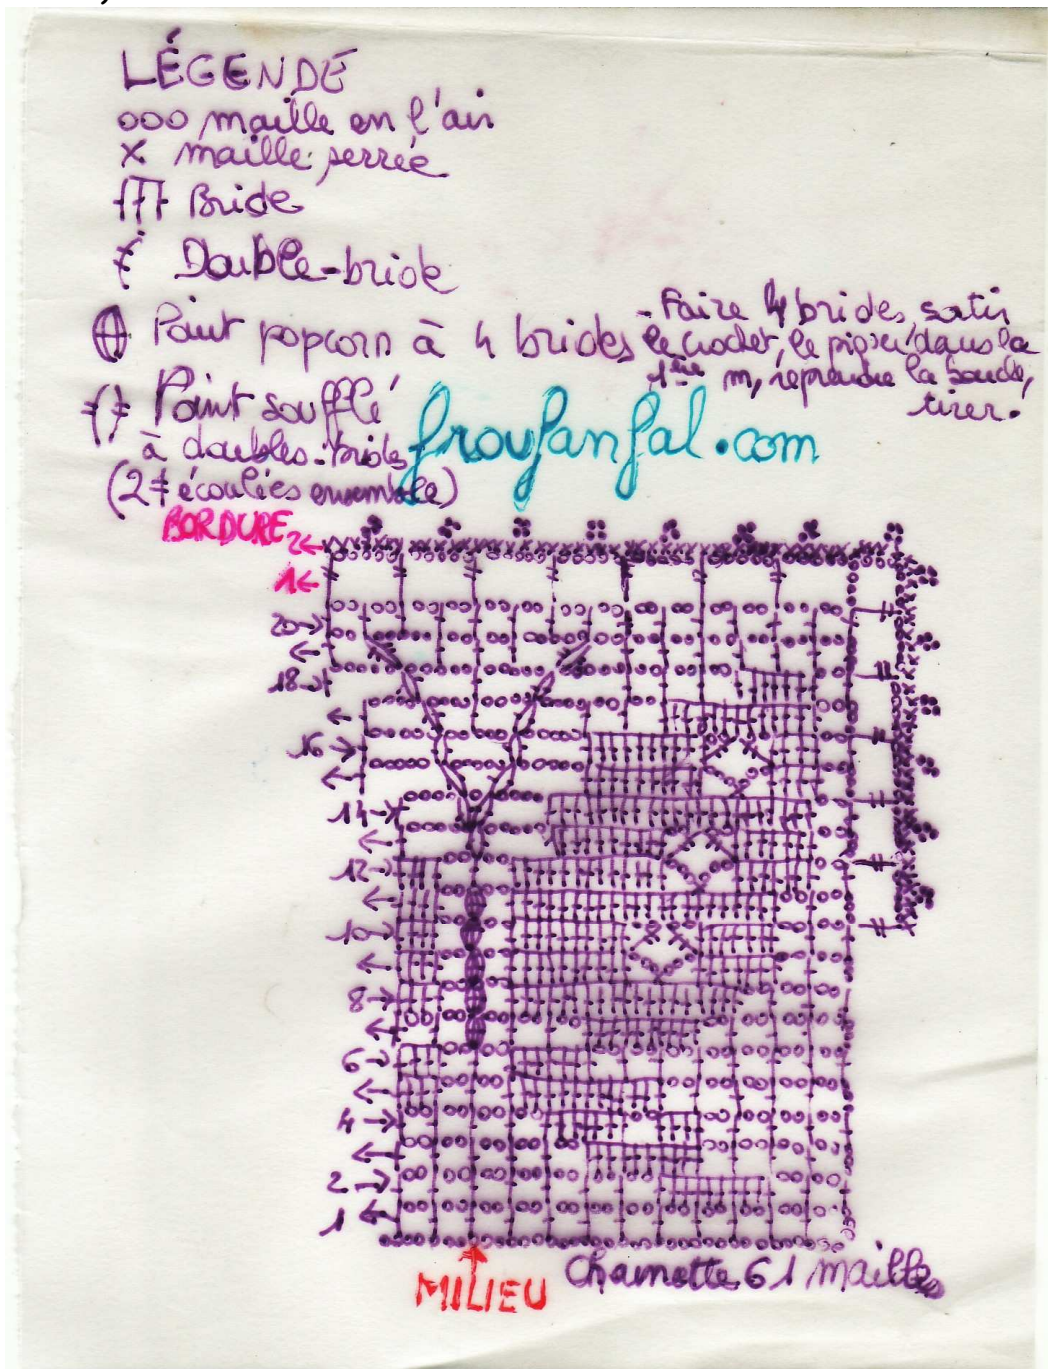 LÉGENDE
ooo maille en l'air
x maille serrée
Bride
Double-bride
Point popcorn à 4 brides - Faire 4 brides, sortir
le crochet, le piquer dans la
1ère m, reprendre la boucle,
tirer.
Point soufflé
à doubles-brides
(2 écoulées ensemble)
froufanfal.com
BORDURE 2
1
20
18
16
14
12
10
8
6
4
2
1
MILIEU
Chainette 61 mailles